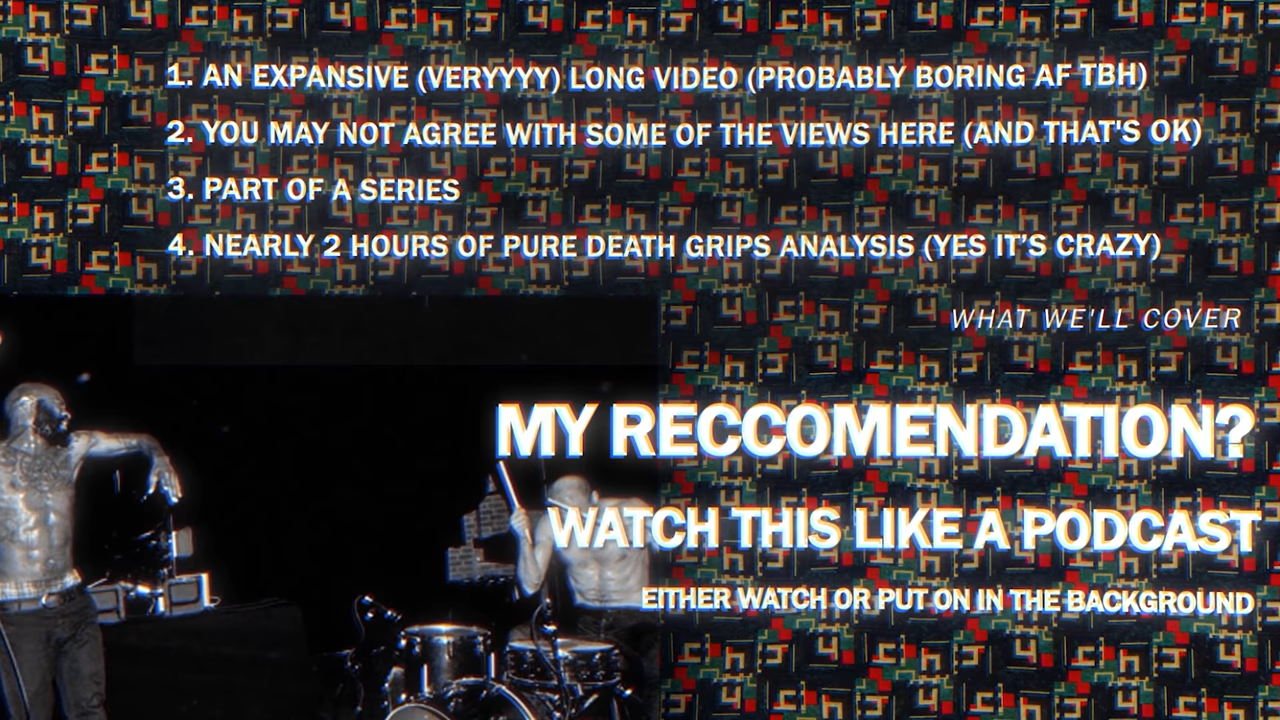 1. AN EXPANSIVE (VERYYYY) LONG VIDEO (PROBABLY BORING AF TBH)
2. YOU MAY NOT AGREE WITH SOME OF THE VIEWS HERE (AND THAT'S OK)
3. PART OF A SERIES
4. NEARLY 2 HOURS OF PURE DEATH GRIPS ANALYSIS (YES IT'S CRAZY)
WHAT WE'LL COVER
MY RECCOMENDATION?
WATCH THIS LIKE A PODCAST
EITHER WATCH OR PUT ON IN THE BACKGROUND